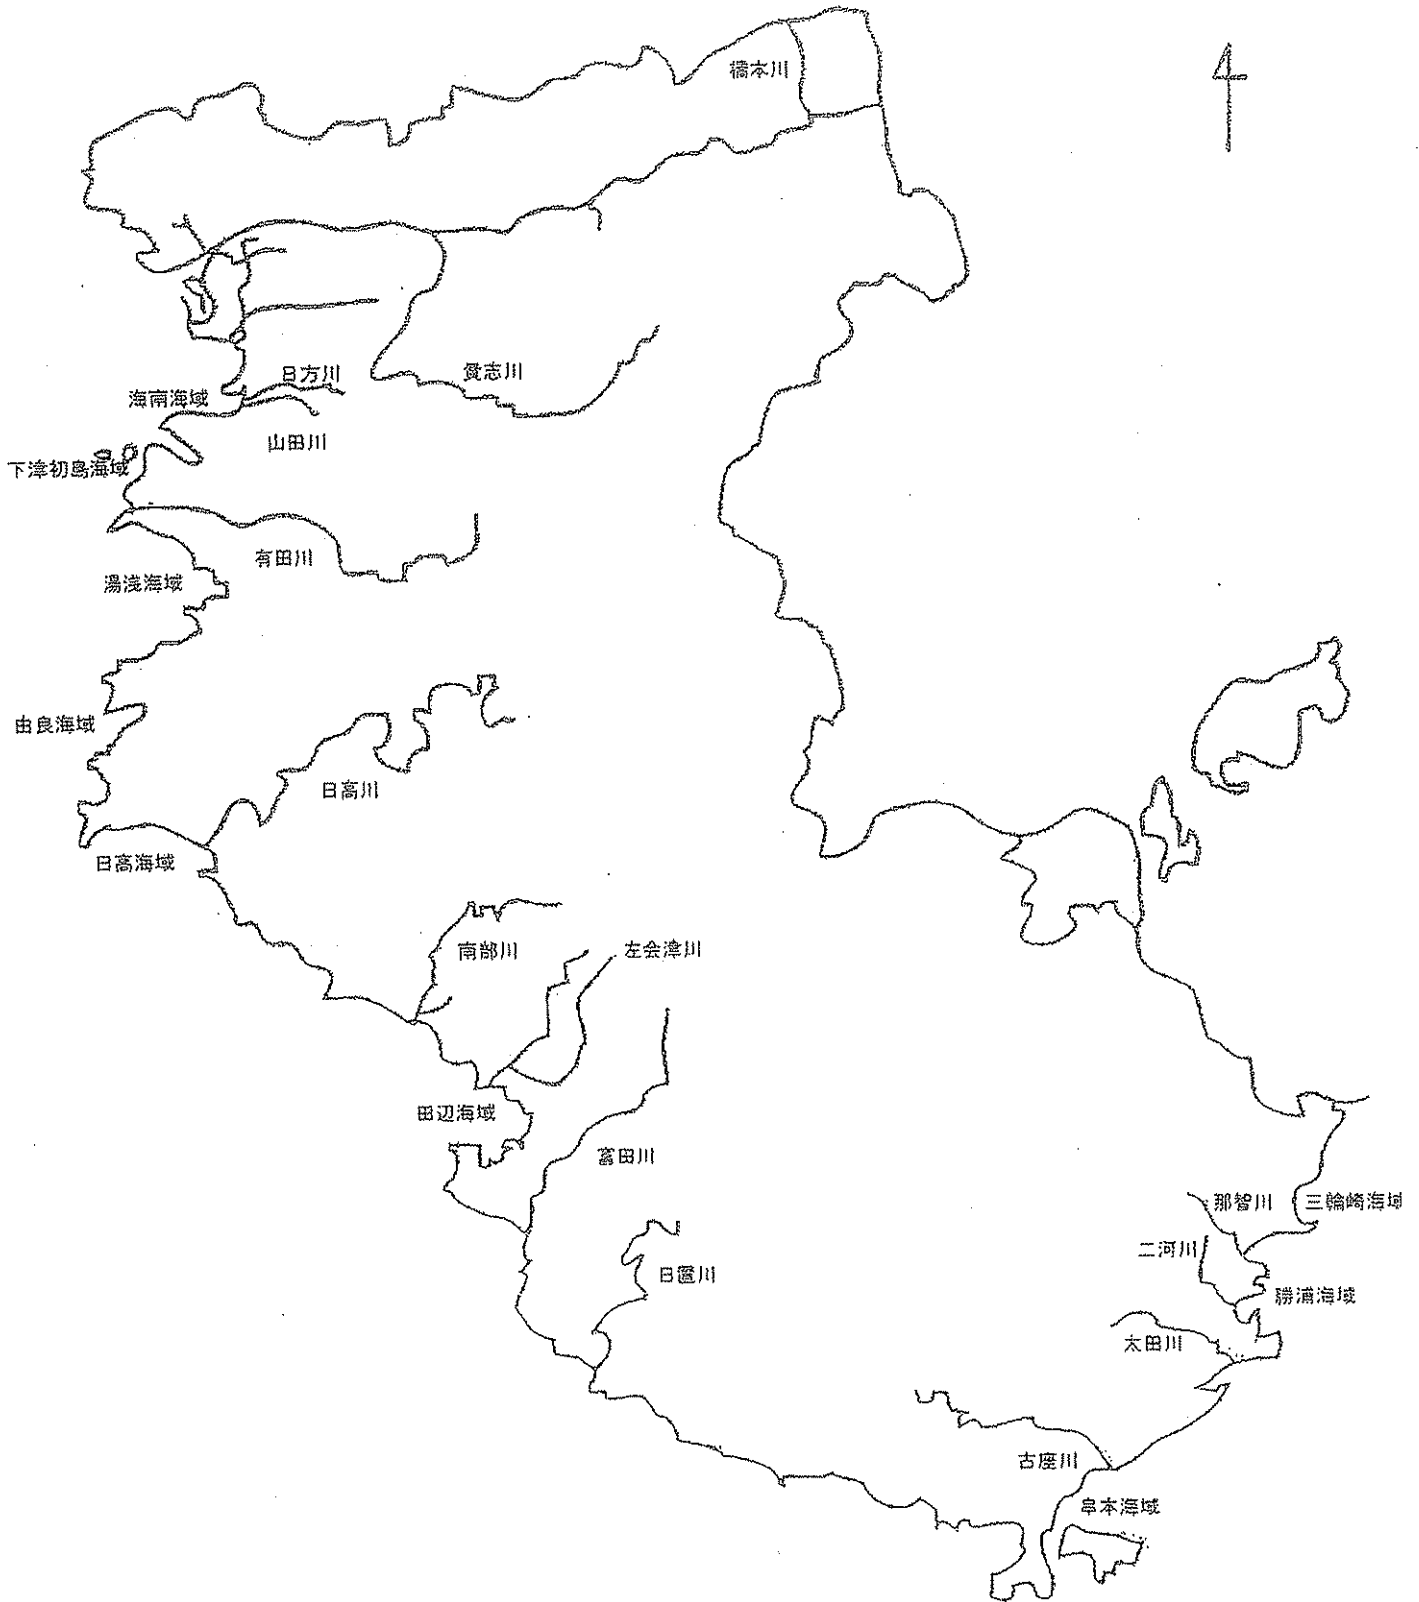 橋本川
日方川
貴志川
海南海域
山田川
下津初島海域
有田川
湯浅海域
由良海域
日高川
日高海域
南部川
左会津川
田辺海域
富田川
那智川
三輪崎海域
二河川
日置川
勝浦海域
太田川
古座川
串本海域